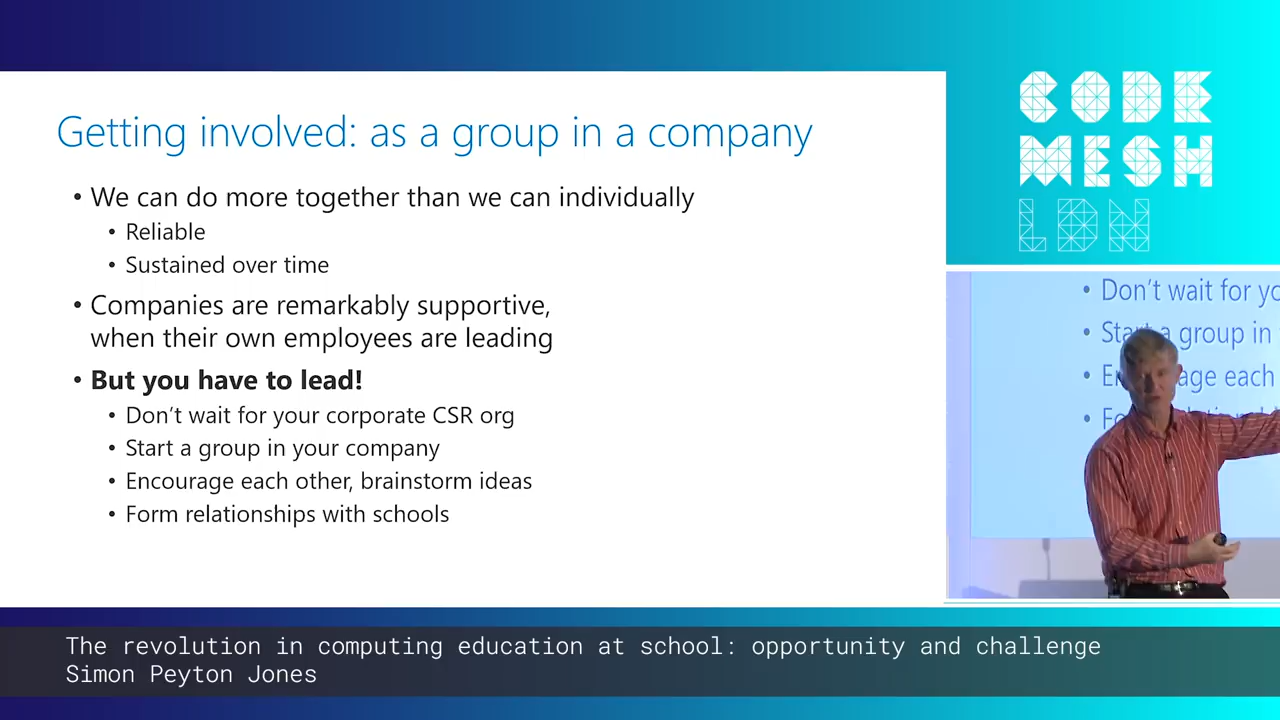 Getting involved: as a group in a company
• We can do more together than we can individually
• Reliable
• Sustained over time
• Companies are remarkably supportive,
when their own employees are leading
• But you have to lead!
• Don't wait for your corporate CSR org
• Start a group in your company
• Encourage each other, brainstorm ideas
• Form relationships with schools
CODE
MESH
LDN
• Don't wait for yo
• Start a group in
• age each
The revolution in computing education at school: opportunity and challenge
Simon Peyton Jones